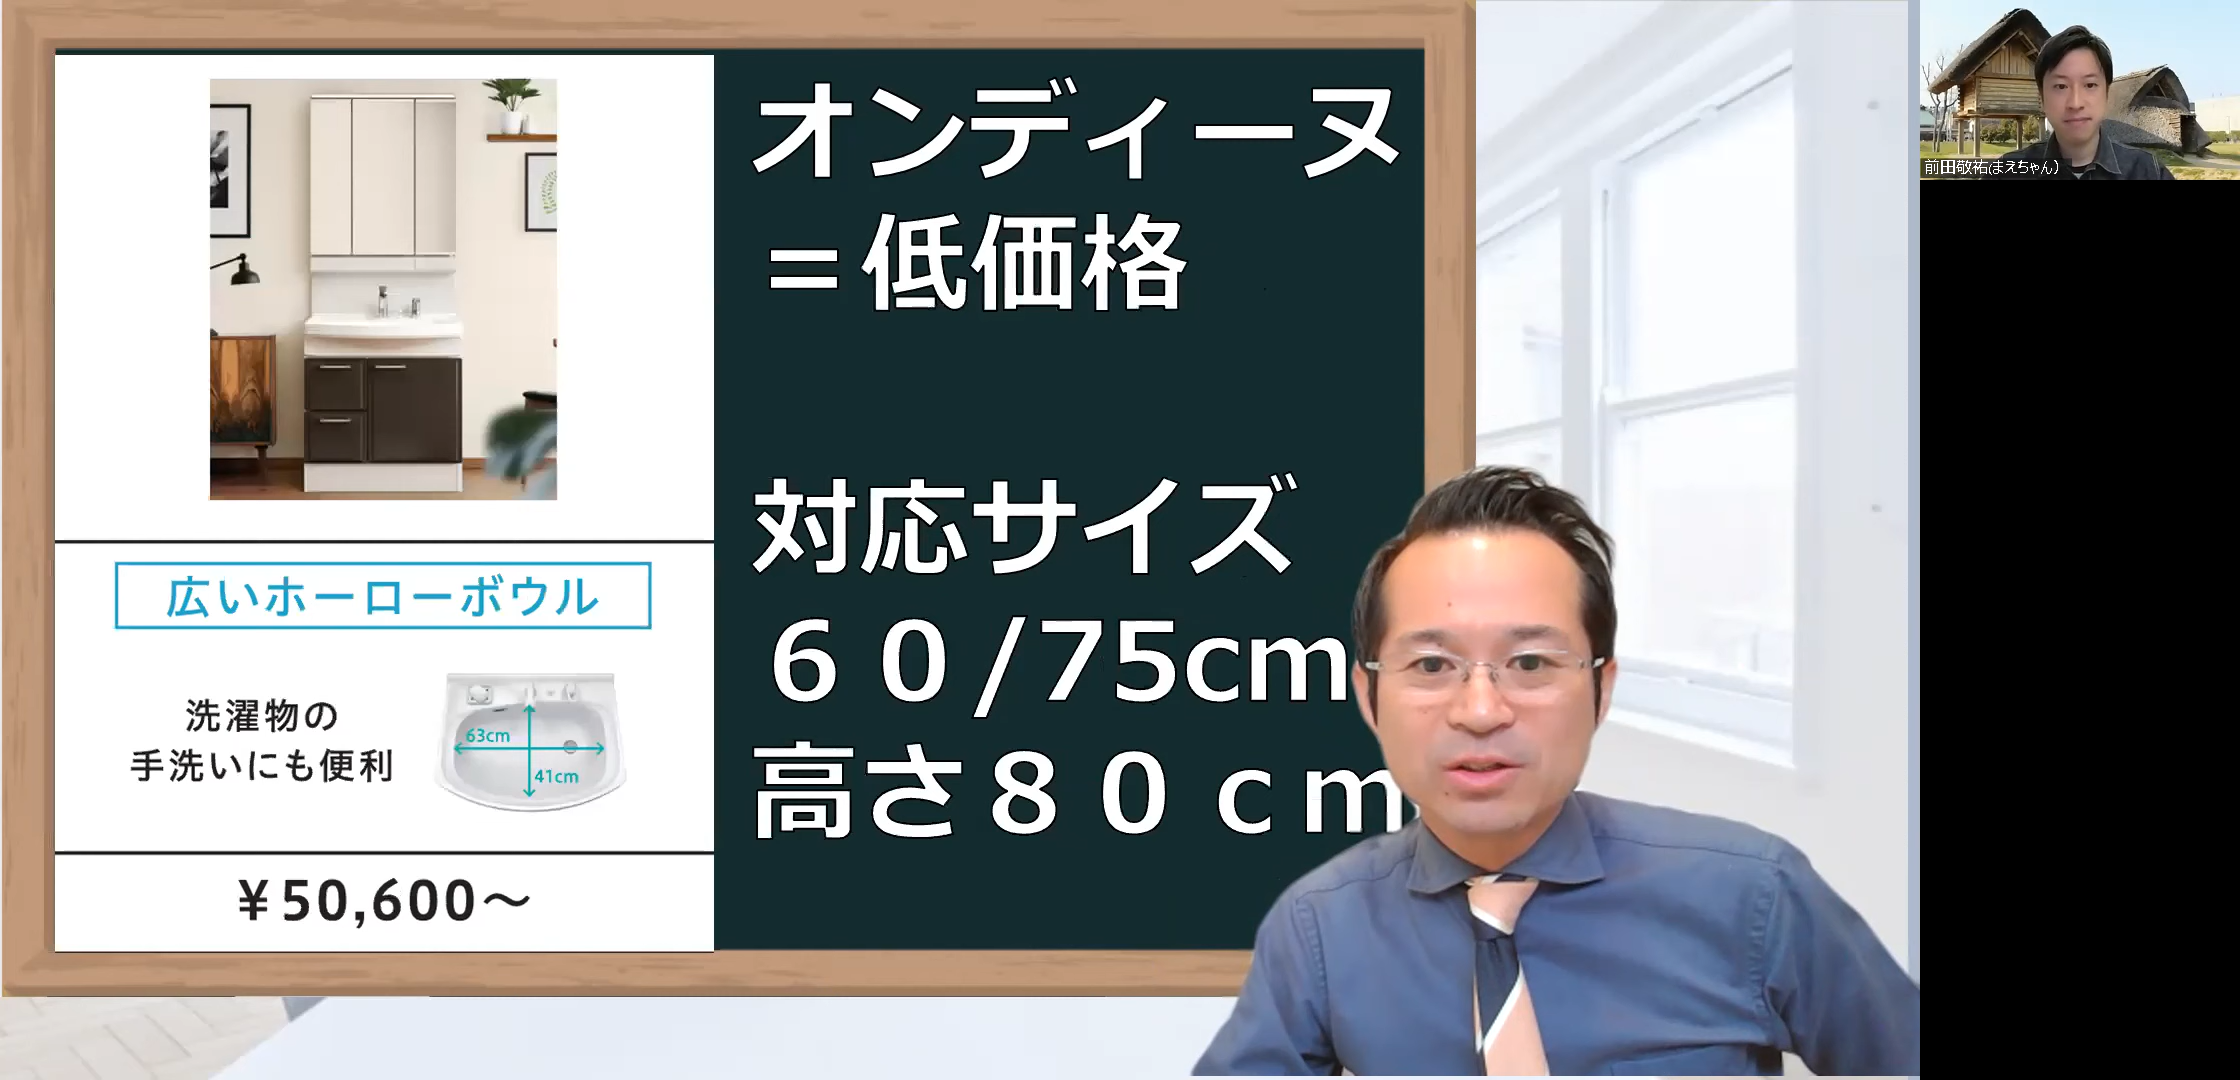 オンディーヌ
＝低価格
対応サイズ
６０/75cm
高さ８０ｃｍ
広いホーローボウル
洗濯物の
手洗いにも便利
63cm
41cm
¥50,600～
前田敬祐(まえちゃん)